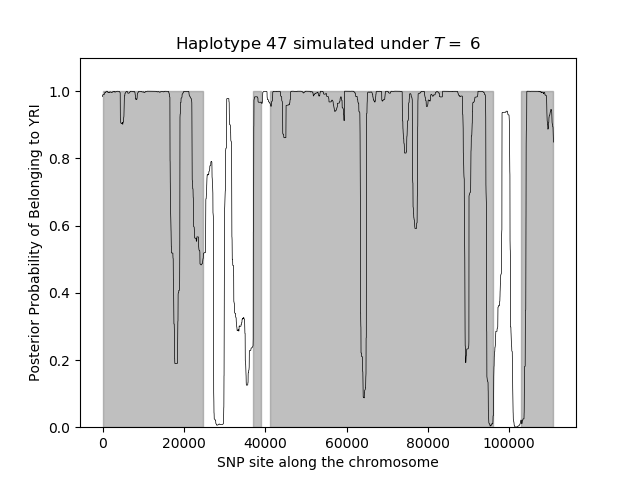 Haplotype 47 simulated under T = 6
Posterior Probability of Belonging to YRI
1.0
0.8
0.6
0.4
0.2
0.0
0 20000 40000 60000 80000 100000
SNP site along the chromosome